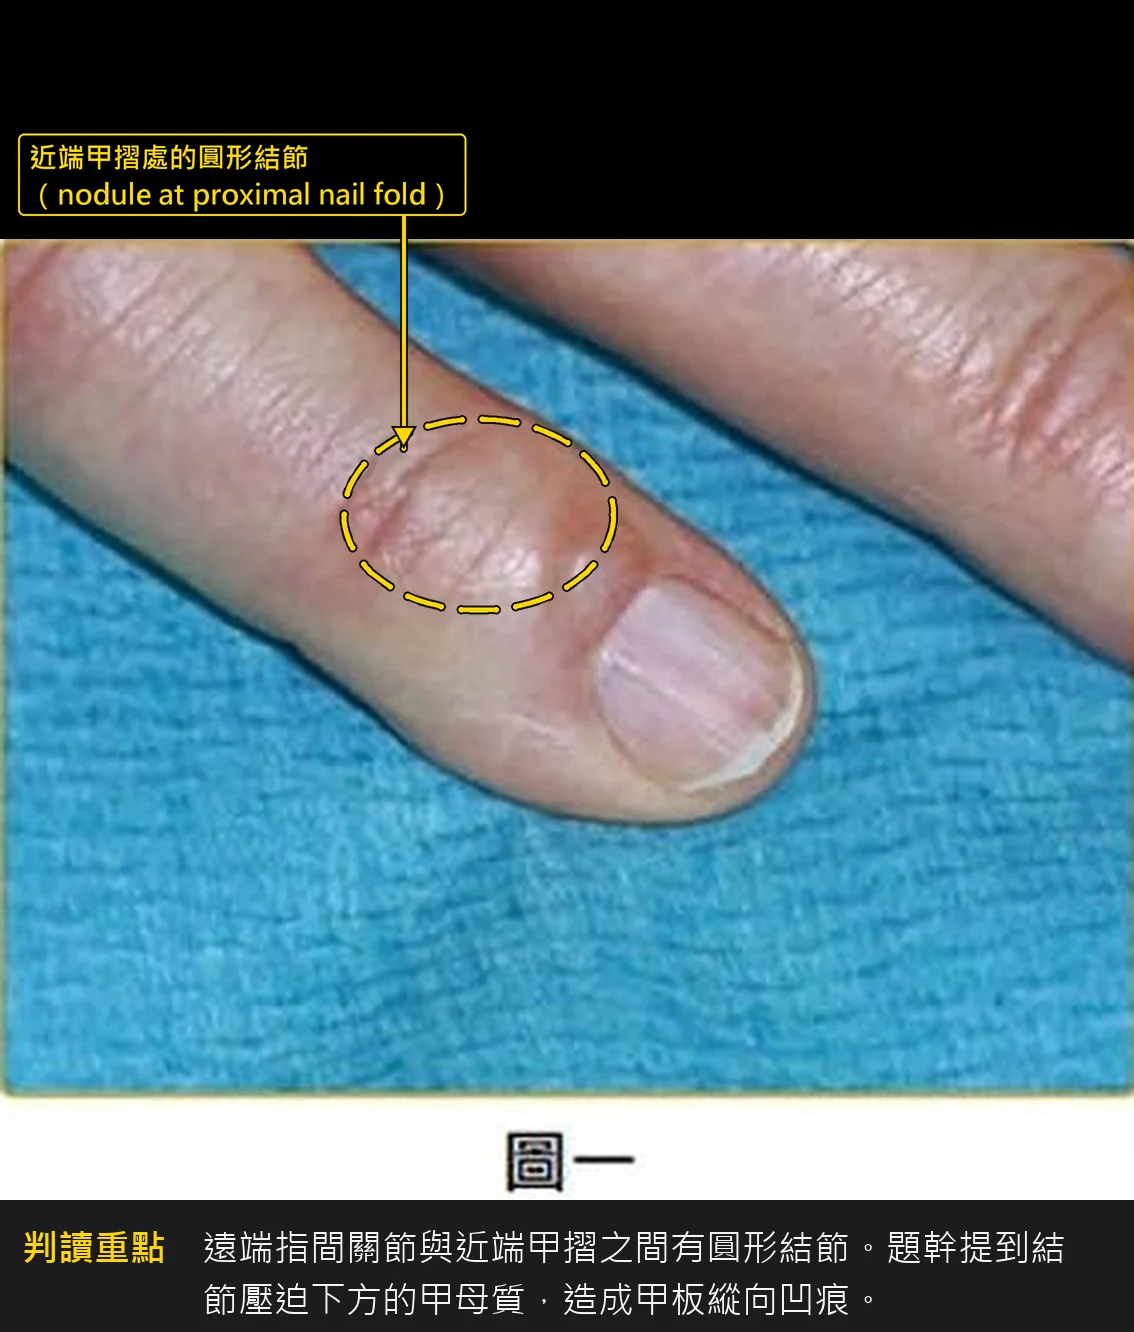 近端甲摺處的圓形結節
（nodule at proximal nail fold）
圖一
判讀重點 遠端指間關節與近端甲摺之間有圓形結節。題幹提到結
節壓迫下方的甲母質，造成甲板縱向凹痕。